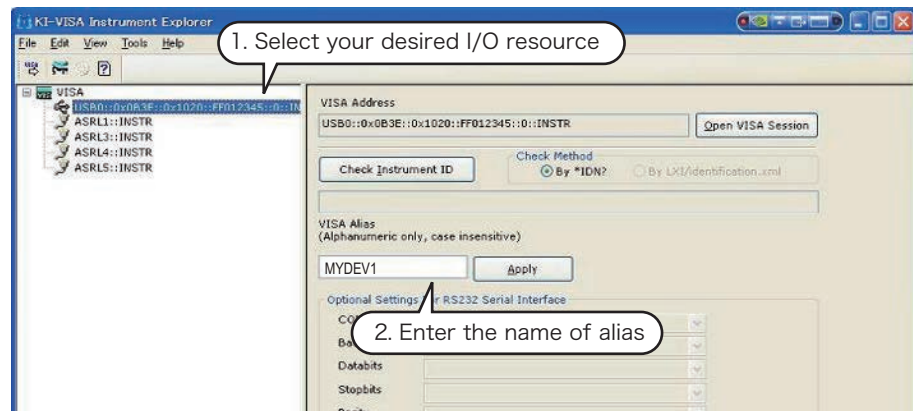 KI-VISA Instrument Explorer
File Edit View Tools Help
1. Select your desired I/O resource
VISA
USB0::0x0B3E::0x1020::FF012345::0::IN
ASRL1::INSTR
ASRL3::INSTR
ASRL4::INSTR
ASRL5::INSTR
VISA Address
USB0::0x0B3E::0x1020::FF012345::0::INSTR
Open VISA Session
Check Instrument ID
Check Method
By *IDN?
By LXI/identification.xml
VISA Alias
(Alphanumeric only, case insensitive)
MYDEV1
Apply
Optional Settings For RS232 Serial Interface
2. Enter the name of alias
Databits
Stopbits